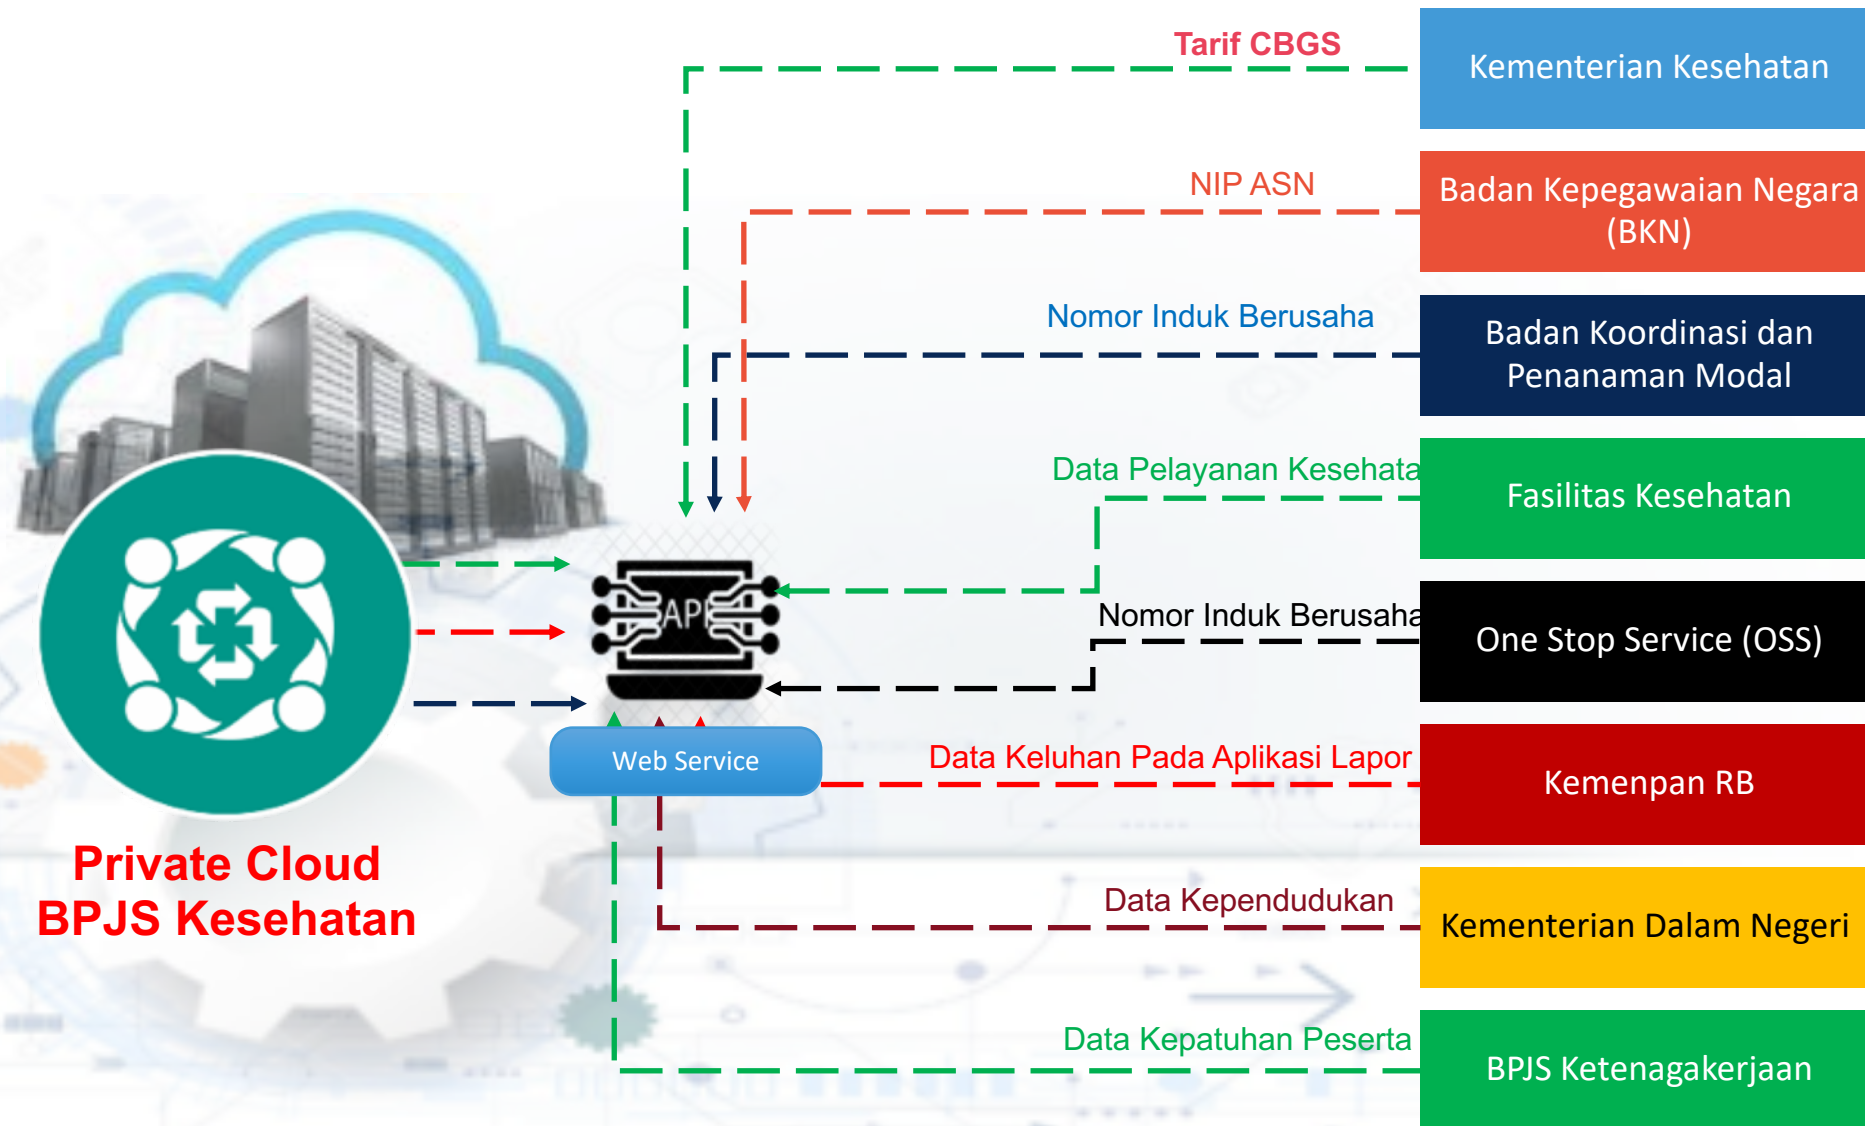 Tarif CBGS
Kementerian Kesehatan
NIP ASN
Badan Kepegawaian Negara
(BKN)
Nomor Induk Berusaha
Badan Koordinasi dan
Penanaman Modal
Data Pelayanan Kesehata
Fasilitas Kesehatan
API
Nomor Induk Berusaha
One Stop Service (OSS)
Web Service
Data Keluhan Pada Aplikasi Lapor
Kemenpan RB
Private Cloud
BPJS Kesehatan
Data Kependudukan
Kementerian Dalam Negeri
Data Kepatuhan Peserta
BPJS Ketenagakerjaan